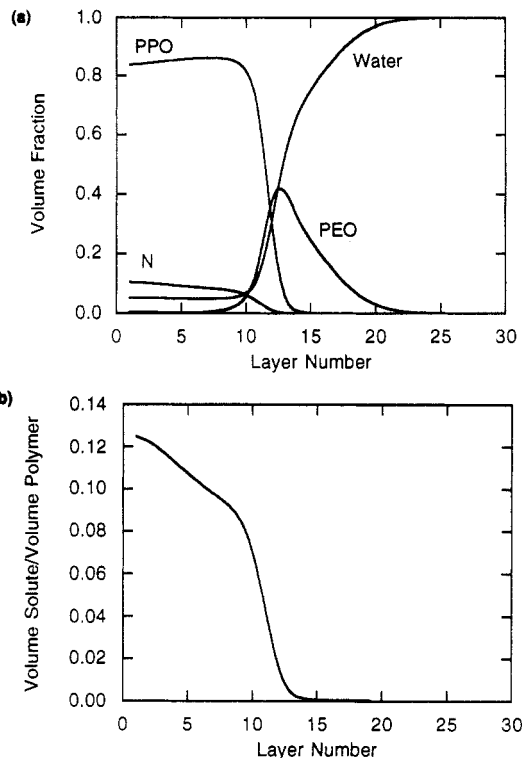 (a)
Volume Fraction
1.0
0.8
0.6
0.4
0.2
0.0
PPO
Water
PEO
N
0 5 10 15 20 25 30
Layer Number
b)
Volume Solute/Volume Polymer
0.14
0.12
0.10
0.08
0.06
0.04
0.02
0.00
0 5 10 15 20 25 30
Layer Number